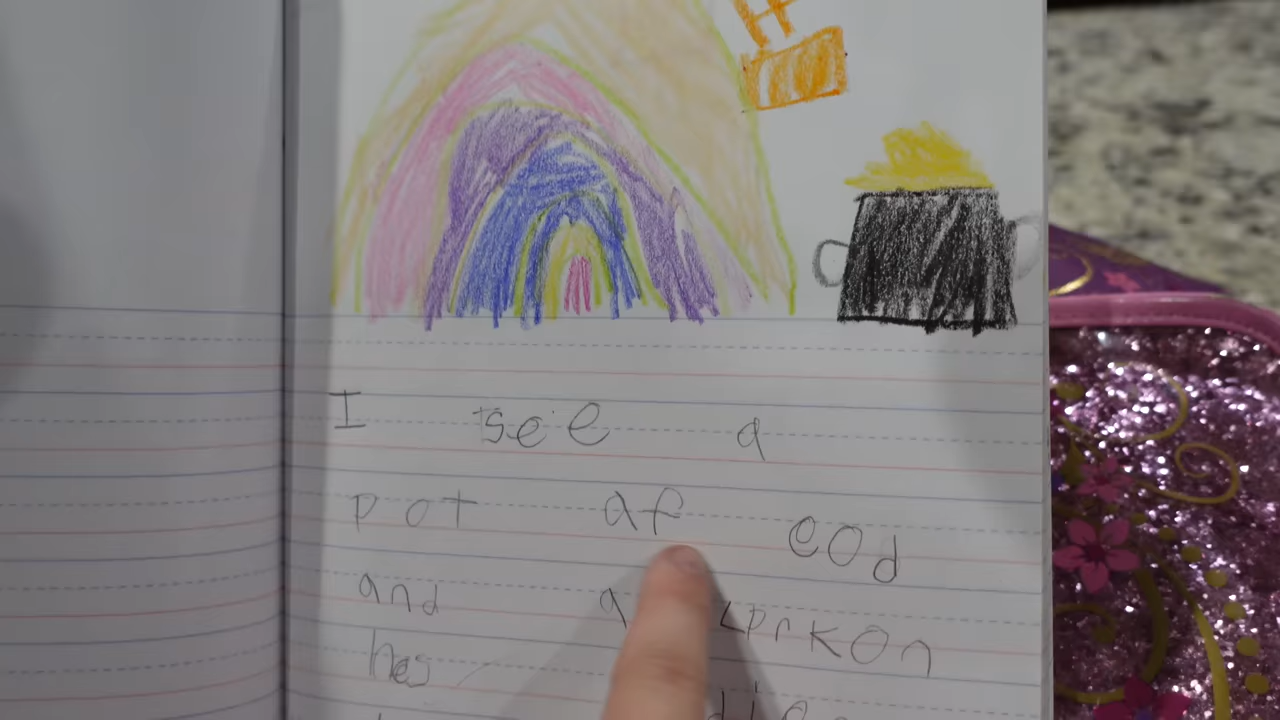 I see a
pot af eod
and a Lprkon
hes